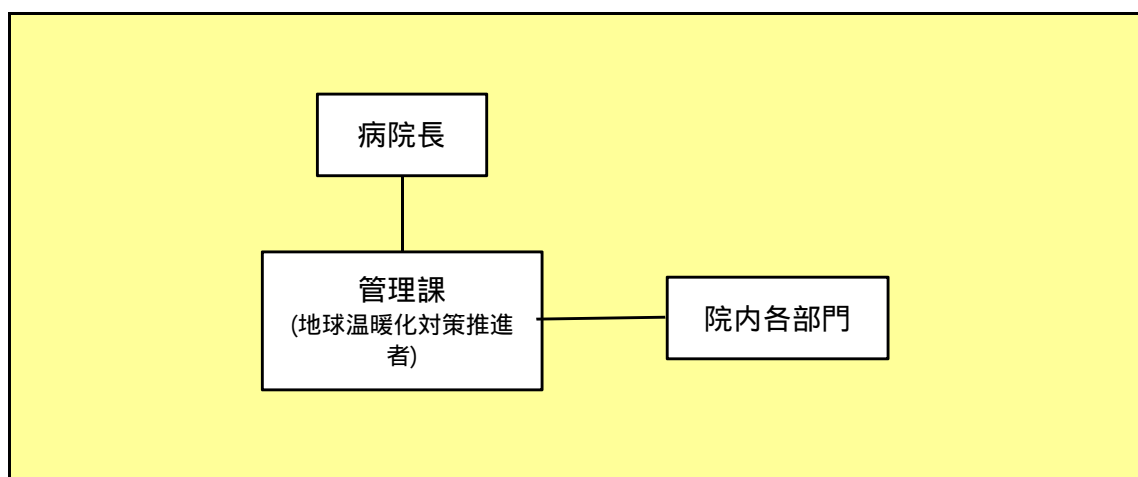 病院長
管理課
(地球温暖化対策推進
者)
院内各部門